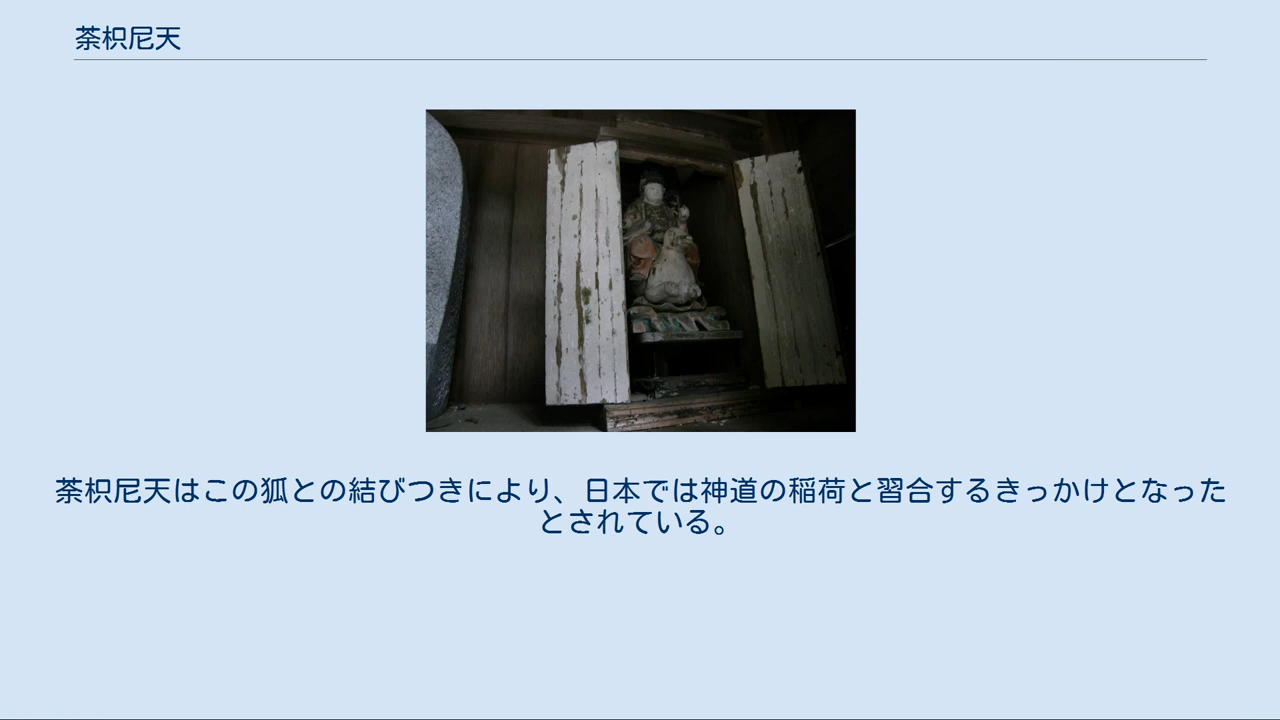 荼枳尼天
荼枳尼天はこの狐との結びつきにより、日本では神道の稲荷と習合するきっかけとなった
とされている。